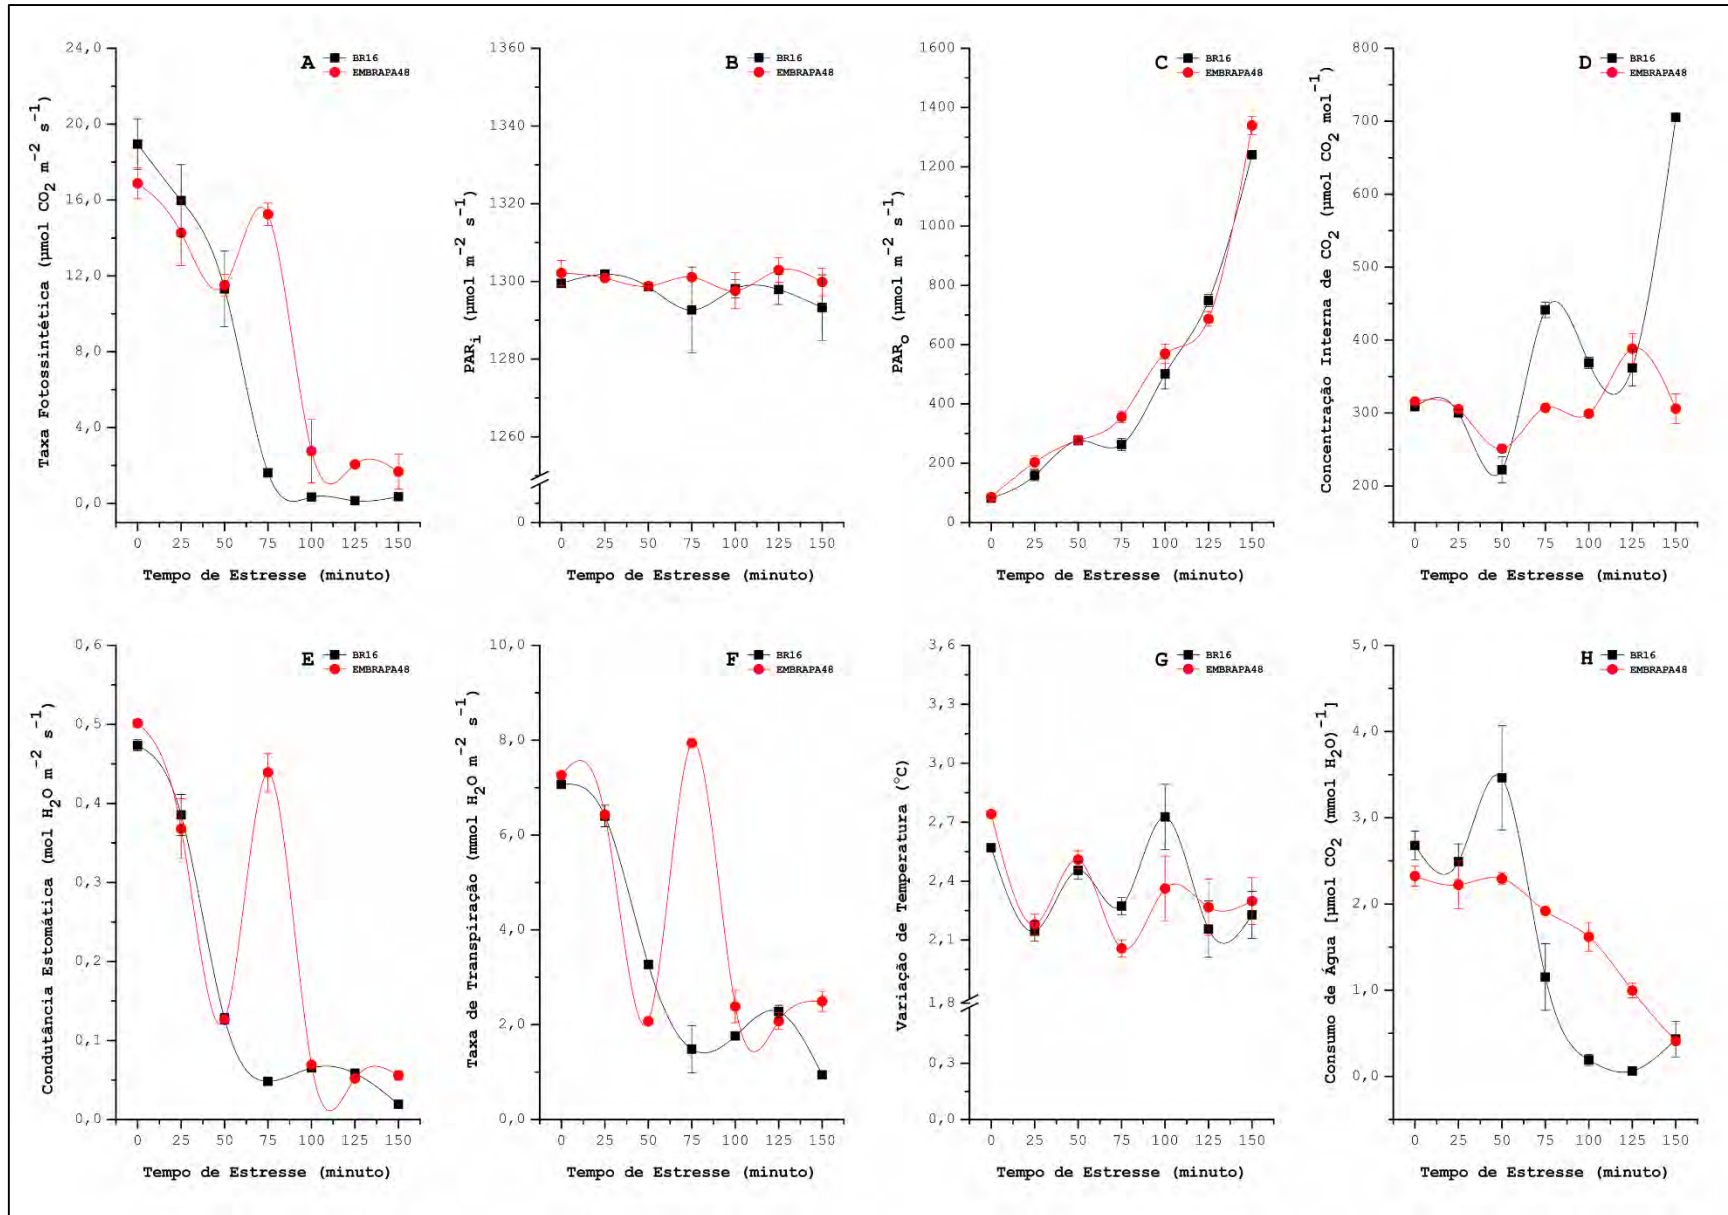 A
BR16
EMBRAPA48
24,0
20,0
16,0
12,0
8,0
4,0
0,0
Taxa Fotossintética (µmol CO2 m-2 s-1)
0 25 50 75 100 125 150
Tempo de Estresse (minuto)
B
BR16
EMBRAPA48
1360
1340
1320
1300
1280
1260
0
PARi (µmol m-2 s-1)
0 25 50 75 100 125 150
Tempo de Estresse (minuto)
C
BR16
EMBRAPA48
1600
1400
1200
1000
800
600
400
200
0
PARo (µmol m-2 s-1)
0 25 50 75 100 125 150
Tempo de Estresse (minuto)
D
BR16
EMBRAPA48
800
700
600
500
400
300
200
Concentração Interna de CO2 (µmol CO2 mol-1)
0 25 50 75 100 125 150
Tempo de Estresse (minuto)
E
BR16
EMBRAPA48
0,6
0,5
0,4
0,3
0,2
0,1
0,0
Condutância Estomática (mol H2O m-2 s-1)
0 25 50 75 100 125 150
Tempo de Estresse (minuto)
F
BR16
EMBRAPA48
10,0
8,0
6,0
4,0
2,0
0,0
Taxa de Transpiração (mmol H2O m-2 s-1)
0 25 50 75 100 125 150
Tempo de Estresse (minuto)
G
BR16
EMBRAPA48
3,6
3,3
3,0
2,7
2,4
2,1
1,8
0,3
0,0
Variação de Temperatura (°C)
0 25 50 75 100 125 150
Tempo de Estresse (minuto)
H
BR16
EMBRAPA48
5,0
4,0
3,0
2,0
1,0
0,0
Consumo de Água [µmol CO2 (mmol H2O)-1]
0 25 50 75 100 125 150
Tempo de Estresse (minuto)